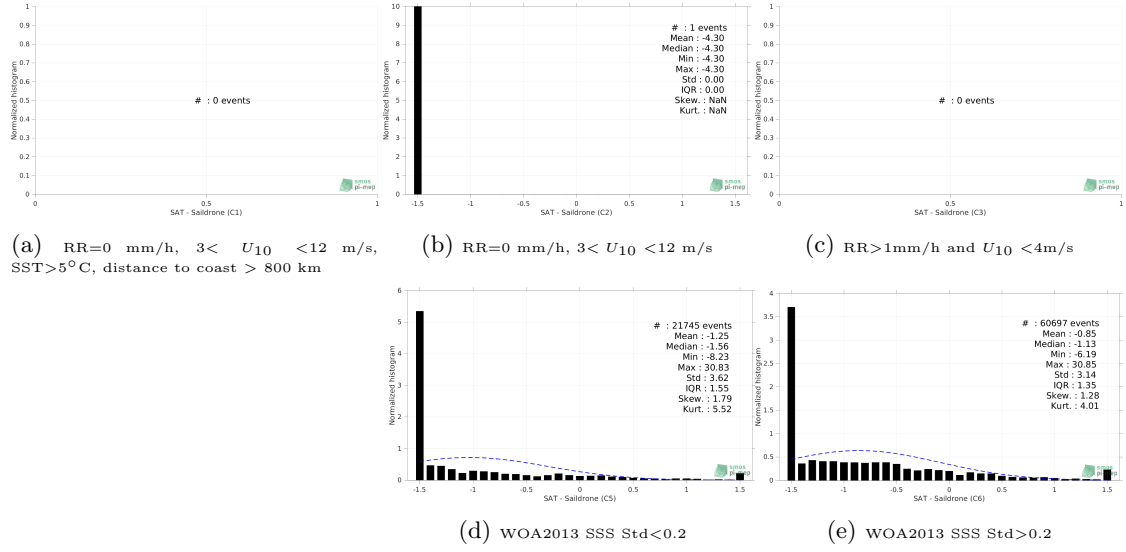 1
0.9
0.8
0.7
0.6
0.5
0.4
0.3
0.2
0.1
0
Normalized histogram
# : 0 events
smos
pi-mep
0 0.5 1
SAT - Saildrone (C1)
10
9
8
7
6
5
4
3
2
1
0
Normalized histogram
# : 1 events
Mean : -4.30
Median : -4.30
Min : -4.30
Max : -4.30
Std : 0.00
IQR : 0.00
Skew. : NaN
Kurt. : NaN
smos
pi-mep
-1.5 -1 -0.5 0 0.5 1 1.5
SAT - Saildrone (C2)
1
0.9
0.8
0.7
0.6
0.5
0.4
0.3
0.2
0.1
0
Normalized histogram
# : 0 events
smos
pi-mep
0 0.5 1
SAT - Saildrone (C3)
(a) RR=0 mm/h, 3< U10 <12 m/s,
SST>5°C, distance to coast > 800 km
(b) RR=0 mm/h, 3< U10 <12 m/s
(c) RR>1mm/h and U10 <4m/s
6
5
4
3
2
1
0
Normalized histogram
# : 21745 events
Mean : -1.25
Median : -1.56
Min : -8.23
Max : 30.83
Std : 3.62
IQR : 1.55
Skew. : 1.79
Kurt. : 5.52
smos
pi-mep
-1.5 -1 -0.5 0 0.5 1 1.5
SAT - Saildrone (C5)
4
3.5
3
2.5
2
1.5
1
0.5
0
Normalized histogram
# : 60697 events
Mean : -0.85
Median : -1.13
Min : -6.19
Max : 30.85
Std : 3.14
IQR : 1.35
Skew. : 1.28
Kurt. : 4.01
smos
pi-mep
-1.5 -1 -0.5 0 0.5 1 1.5
SAT - Saildrone (C6)
(d) WOA2013 SSS Std<0.2
(e) WOA2013 SSS Std>0.2